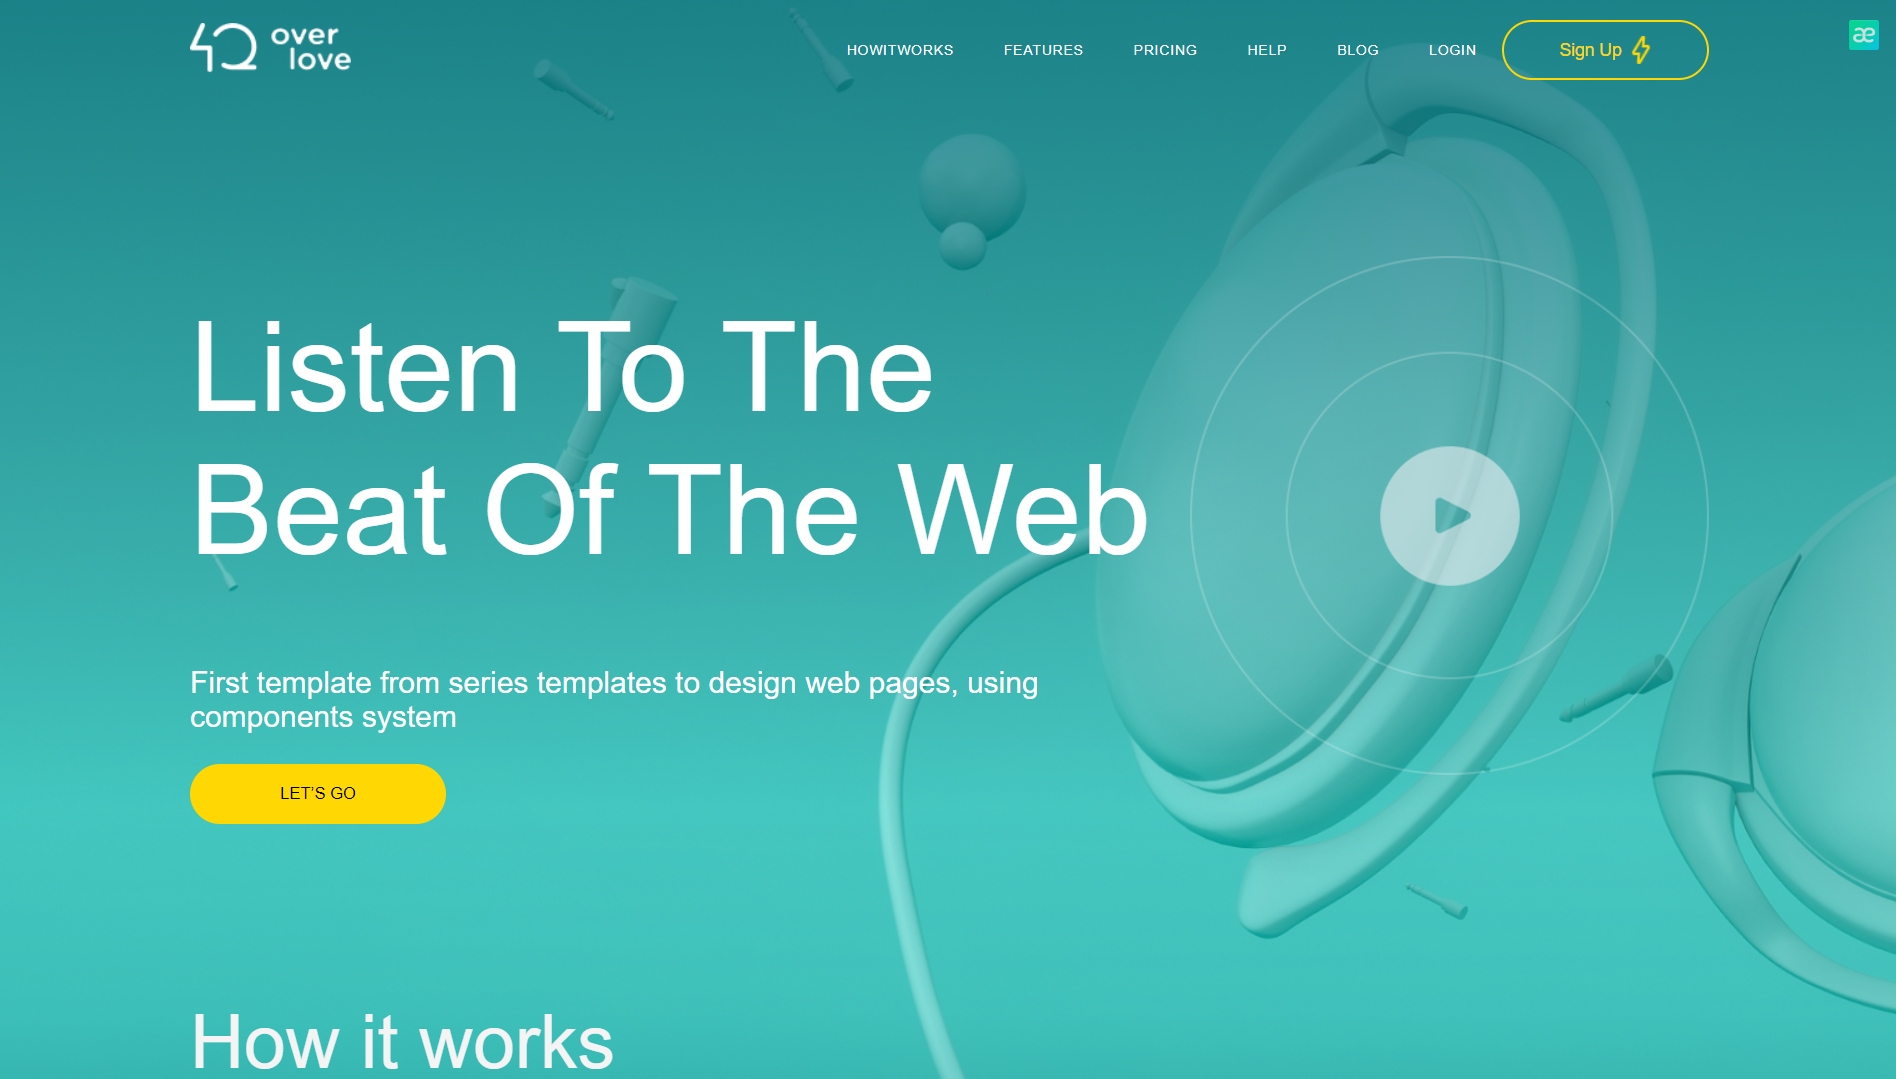 42 over
love
HOWITWORKS FEATURES PRICING HELP BLOG LOGIN Sign Up
æ
Listen To The
Beat Of The Web
First template from series templates to design web pages, using
components system
LET'S GO
How it works